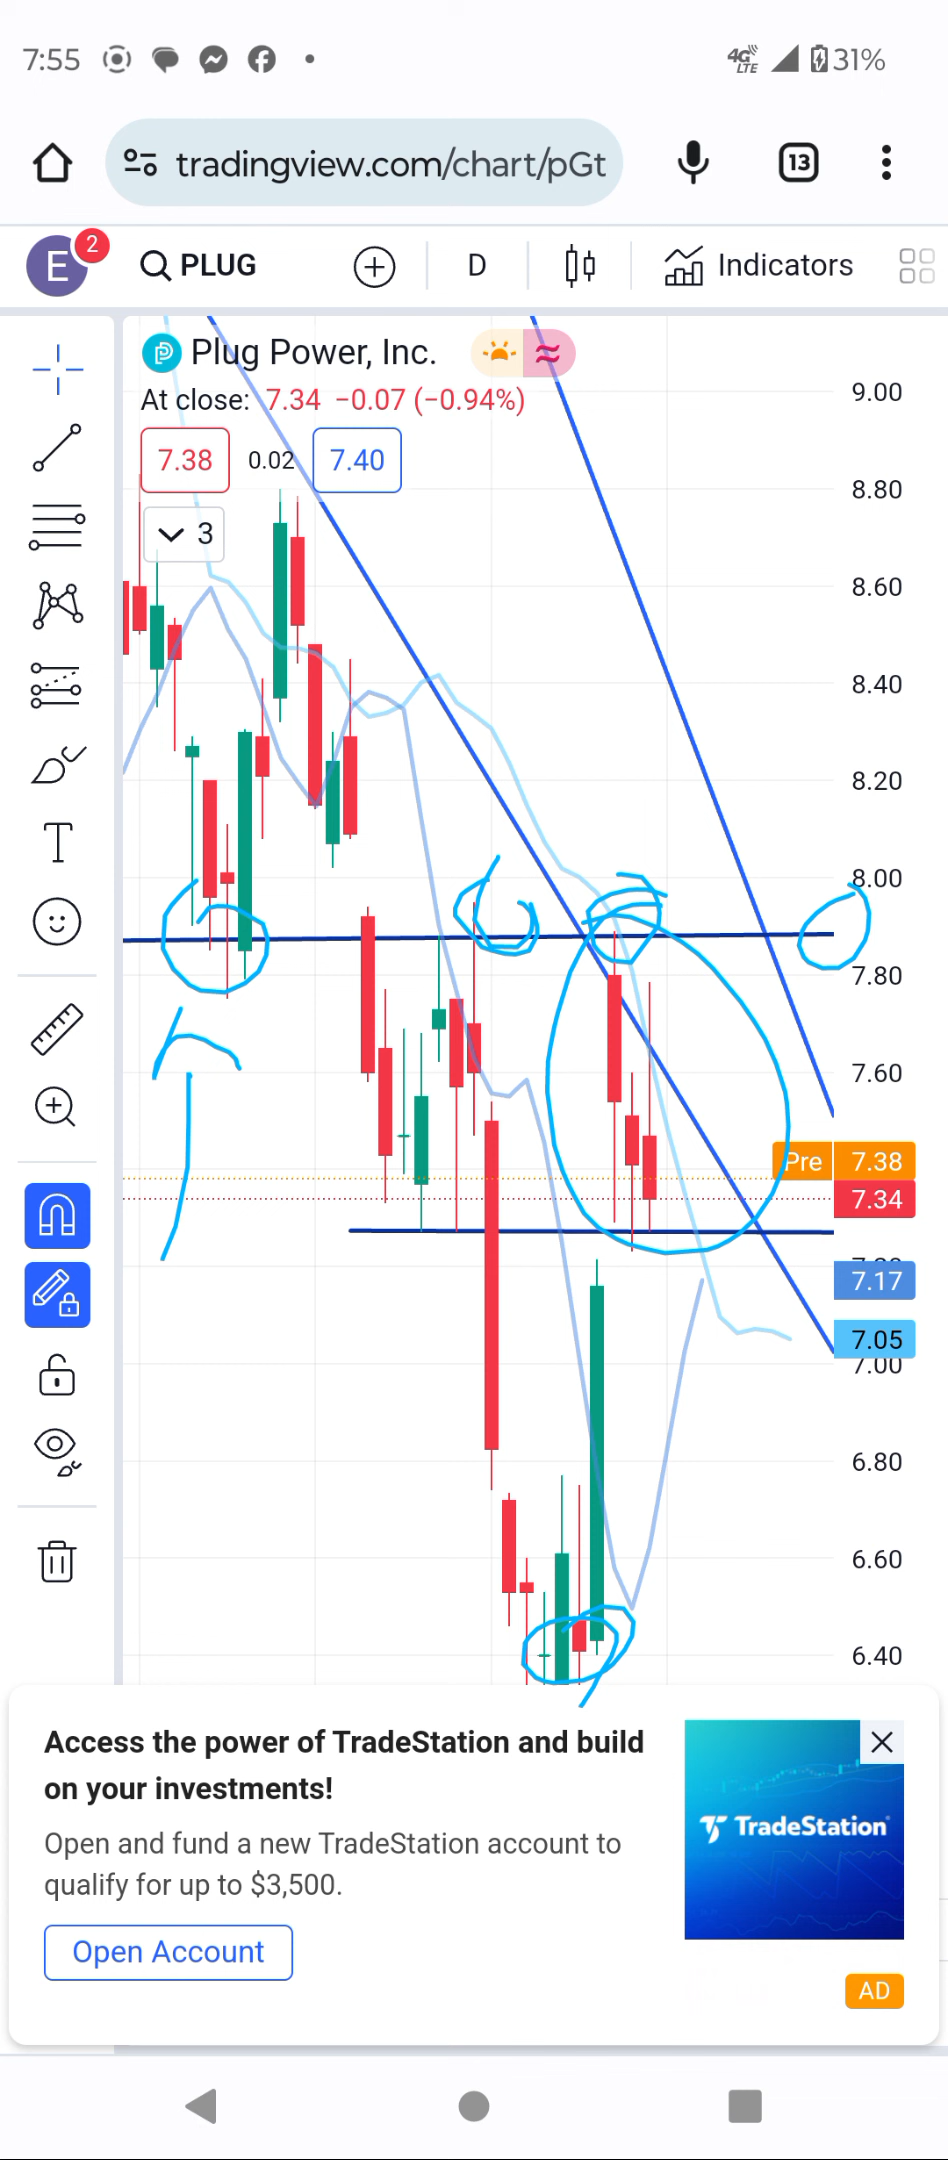 7:55
4G LTE
31%
tradingview.com/chart/pGt
13
E
2
PLUG
D
Indicators
Plug Power, Inc.
At close: 7.34 −0.07 (−0.94%)
7.38 0.02 7.40
3
9.00
8.80
8.60
8.40
8.20
8.00
7.80
7.60
Pre 7.38
7.34
7.17
7.05
7.00
6.80
6.60
6.40
T
Access the power of TradeStation and build
on your investments!
Open and fund a new TradeStation account to
qualify for up to $3,500.
Open Account
TradeStation
AD